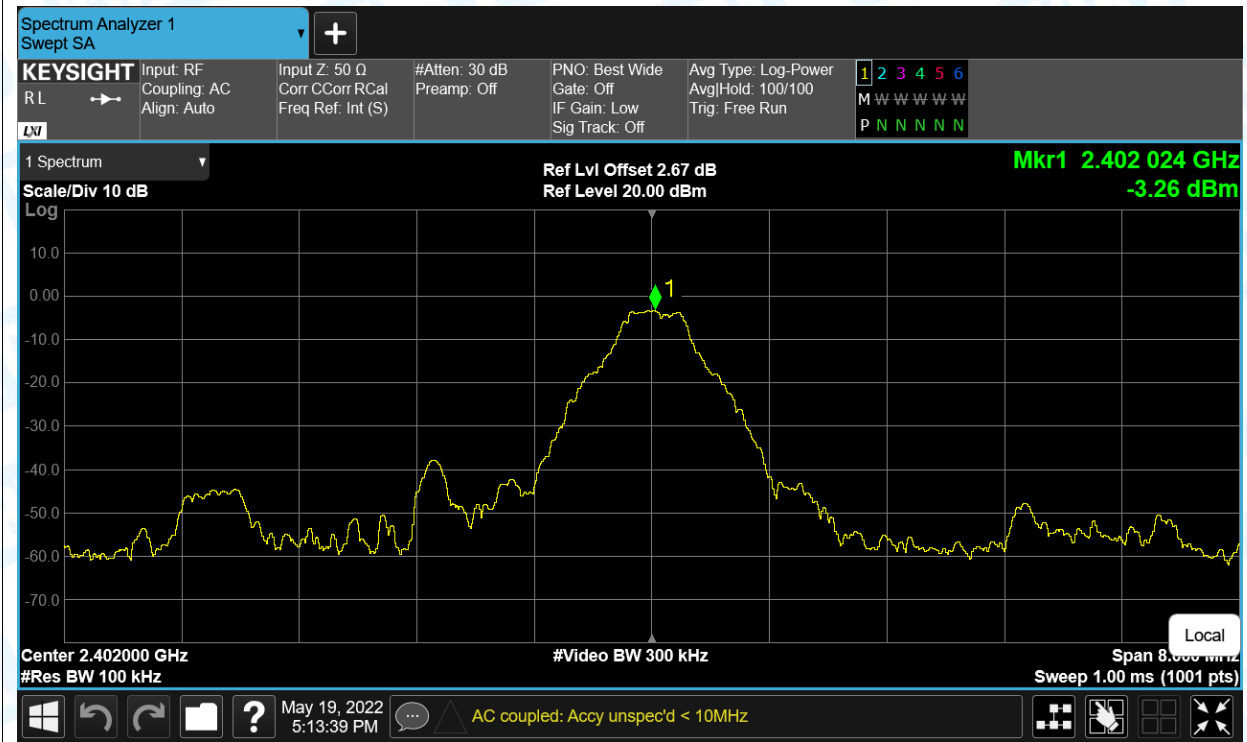 Spectrum Analyzer 1
Swept SA
▼
+
KEYSIGHT
R L
LXI
Input: RF
Coupling: AC
Align: Auto
Input Z: 50 Ω
Corr CCorr RCal
Freq Ref: Int (S)
#Atten: 30 dB
Preamp: Off
PNO: Best Wide
Gate: Off
IF Gain: Low
Sig Track: Off
Avg Type: Log-Power
Avg|Hold: 100/100
Trig: Free Run
1 2 3 4 5 6
M W W W W W
P N N N N N
1 Spectrum ▼
Scale/Div 10 dB
Ref Lvl Offset 2.67 dB
Ref Level 20.00 dBm
Mkr1 2.402 024 GHz
-3.26 dBm
Log
10.0
0.00
-10.0
-20.0
-30.0
-40.0
-50.0
-60.0
-70.0
1
Local
Center 2.402000 GHz
#Video BW 300 kHz
Span 8.000 MHz
#Res BW 100 kHz
Sweep 1.00 ms (1001 pts)
?
May 19, 2022
5:13:39 PM
AC coupled: Accy unspec'd < 10MHz